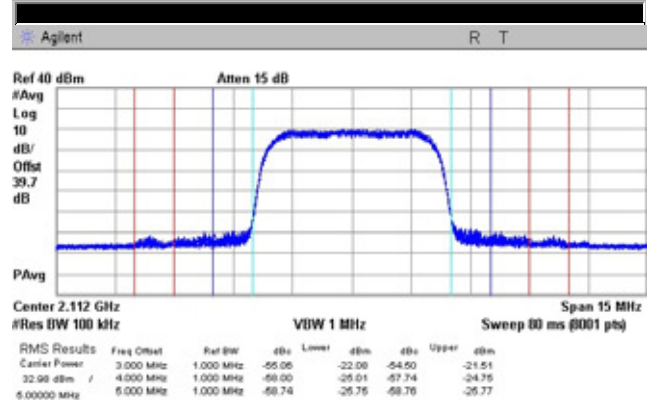 Agilent R T
Ref 40 dBm Atten 15 dB
#Avg
Log
10
dB/
Offst
39.7
dB
PAvg
Center 2.112 GHz Span 15 MHz
#Res BW 100 kHz VBW 1 MHz Sweep 80 ms (8001 pts)
RMS Results Freq Offset Ref BW dBc Lower dBm dBc Upper dBm
Carrier Power 3.000 MHz 1.000 MHz -55.06 -22.08 -54.50 -21.51
32.98 dBm / 4.000 MHz 1.000 MHz -58.00 -25.01 -57.74 -24.75
5.00000 MHz 5.000 MHz 1.000 MHz -58.74 -25.75 -58.76 -25.77